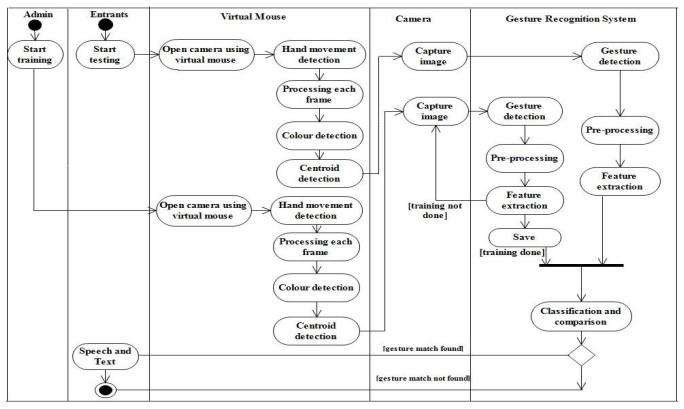 Admin
Entrants
Virtual Mouse
Camera
Gesture Recognition System
Start
training
Start
testing
Open camera using
virtual mouse
Hand movement
detection
Capture
image
Gesture
detection
Processing each
frame
Capture
image
Gesture
detection
Colour detection
Pre-processing
Pre-processing
Centroid
detection
Feature
extraction
[training not
done]
Feature
extraction
Open camera using
virtual mouse
Hand movement
detection
Save
[training done]
Processing each
frame
Colour detection
Classification and
comparison
Centroid
detection
Speech and
Text
[gesture match found]
[gesture match not found]